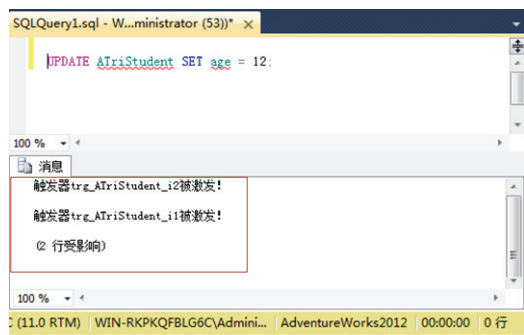 SQLQuery1.sql - W...ministrator (53))*
UPDATE ATriStudent SET age = 12;
100 %
消息
触发器trg_ATriStudent_i2被激发!
触发器trg_ATriStudent_i1被激发!
(2 行受影响)
100 %
C (11.0 RTM) WIN-RKPKQFBLG6C\Admini... AdventureWorks2012 00:00:00 0 行